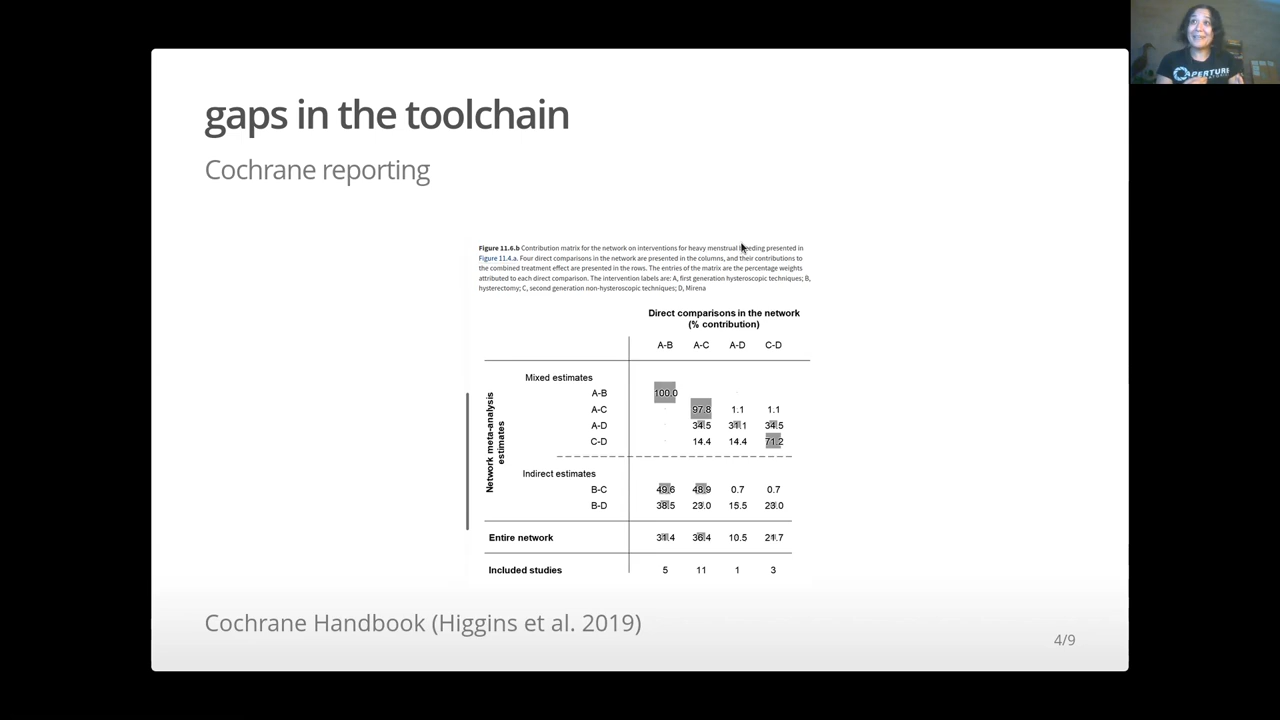 gaps in the toolchain
Cochrane reporting
Figure 11.6.b Contribution matrix for the network on interventions for heavy menstrual bleeding presented in
Figure 11.4.a. Four direct comparisons in the network are presented in the columns, and their contributions to
the combined treatment effect are presented in the rows. The entries of the matrix are the percentage weights
attributed to each direct comparison. The intervention labels are: A, first generation hysteroscopic techniques; B,
hysterectomy; C, second generation non-hysteroscopic techniques; D, Mirena
Direct comparisons in the network
(% contribution)
A-B A-C A-D C-D
Network meta-analysis
estimates
Mixed estimates
A-B 100.0
A-C 97.8 1.1 1.1
A-D 34.5 31.1 34.5
C-D 14.4 14.4 71.2
Indirect estimates
B-C 49.6 48.9 0.7 0.7
B-D 38.5 23.0 15.5 23.0
Entire network 31.4 36.4 10.5 21.7
Included studies 5 11 1 3
Cochrane Handbook (Higgins et al. 2019)
4/9
APERTURE